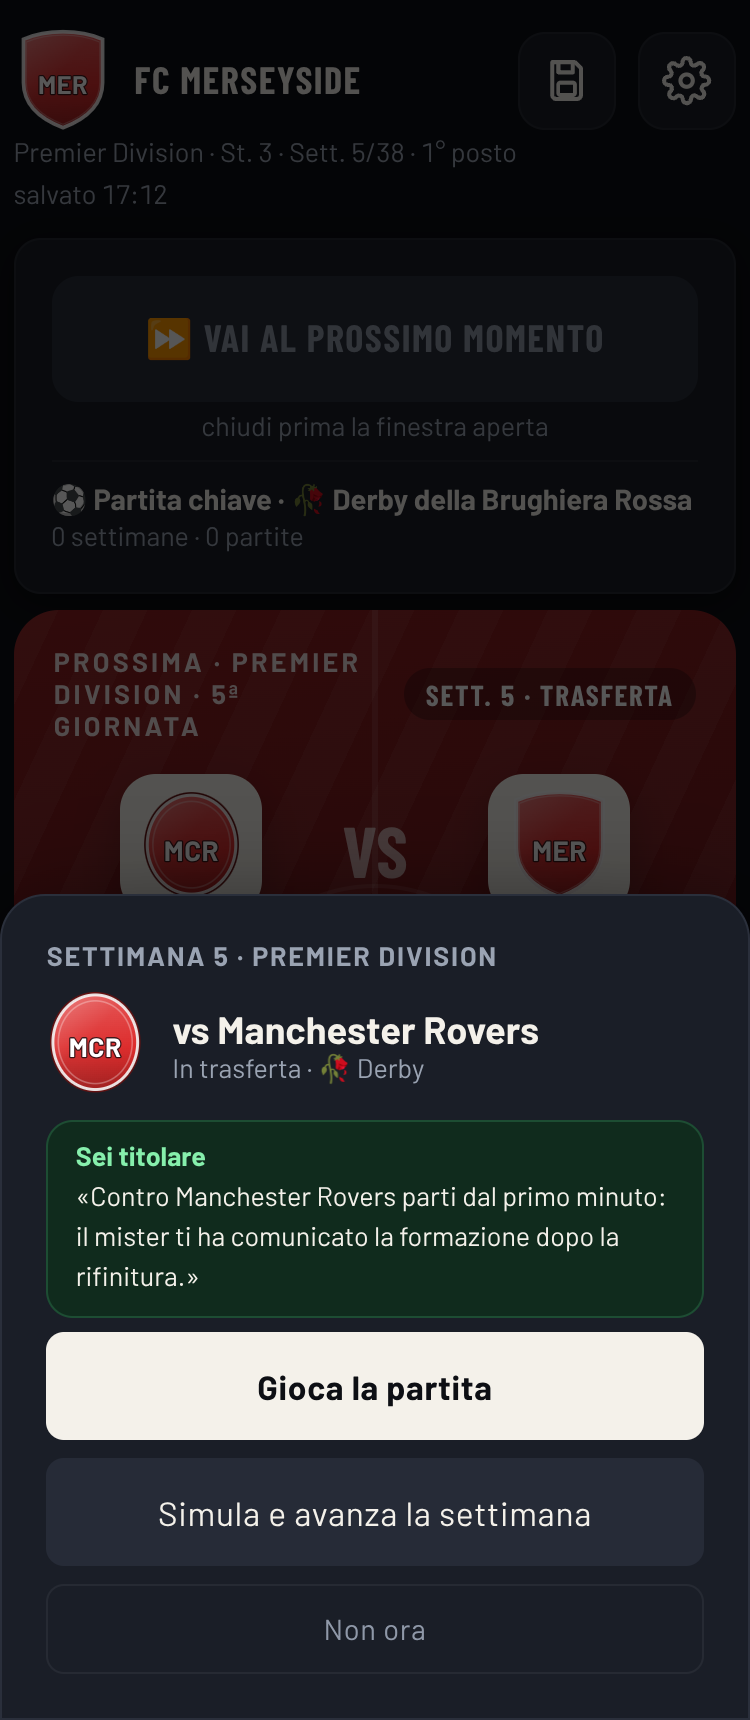 MER
FC MERSEYSIDE
Premier Division · St. 3 · Sett. 5/38 · 1° posto
salvato 17:12
⏩ VAI AL PROSSIMO MOMENTO
chiudi prima la finestra aperta
⚽ Partita chiave · 🥀 Derby della Brughiera Rossa
0 settimane · 0 partite
PROSSIMA · PREMIER
DIVISION · 5ª
GIORNATA
SETT. 5 · TRASFERTA
MCR
VS
MER
SETTIMANA 5 · PREMIER DIVISION
MCR
vs Manchester Rovers
In trasferta · 🥀 Derby
Sei titolare
«Contro Manchester Rovers parti dal primo minuto:
il mister ti ha comunicato la formazione dopo la
rifinitura.»
Gioca la partita
Simula e avanza la settimana
Non ora